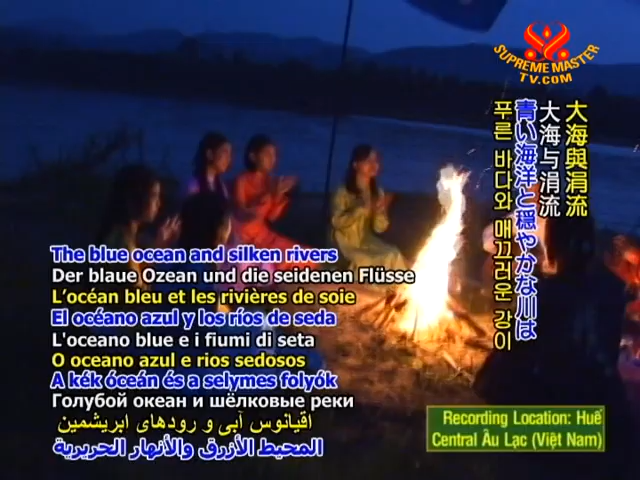 SUPREME MASTER
TV.COM
大海與涓流
大海与涓流
青い海洋と穏やかな川は
푸른 바다와 매끄러운 강이
The blue ocean and silken rivers
Der blaue Ozean und die seidenen Flüsse
L'océan bleu et les rivières de soie
El océano azul y los ríos de seda
L'oceano blue e i fiumi di seta
O oceano azul e rios sedosos
A kék óceán és a selymes folyók
Голубой океан и шёлковые реки
اقیانوس آبی و رودهای ابریشمین
المحيط الأزرق والأنهار الحريرية
Recording Location: Huế
Central Âu Lạc (Việt Nam)